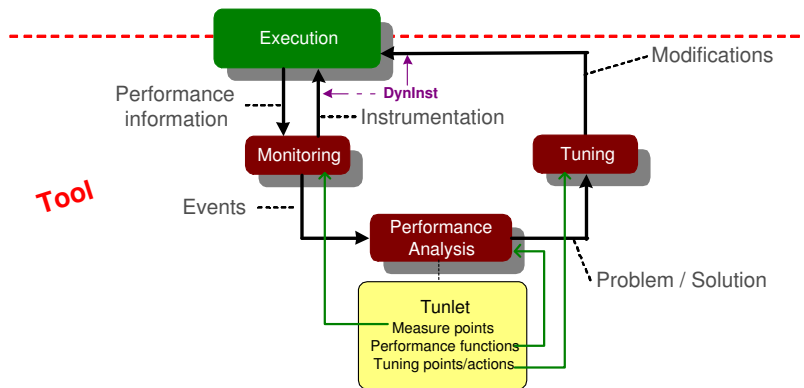 Execution
Modifications
Performance
information
DynInst
Instrumentation
Monitoring
Tuning
Tool
Events
Performance
Analysis
Problem / Solution
Tunlet
Measure points
Performance functions
Tuning points/actions